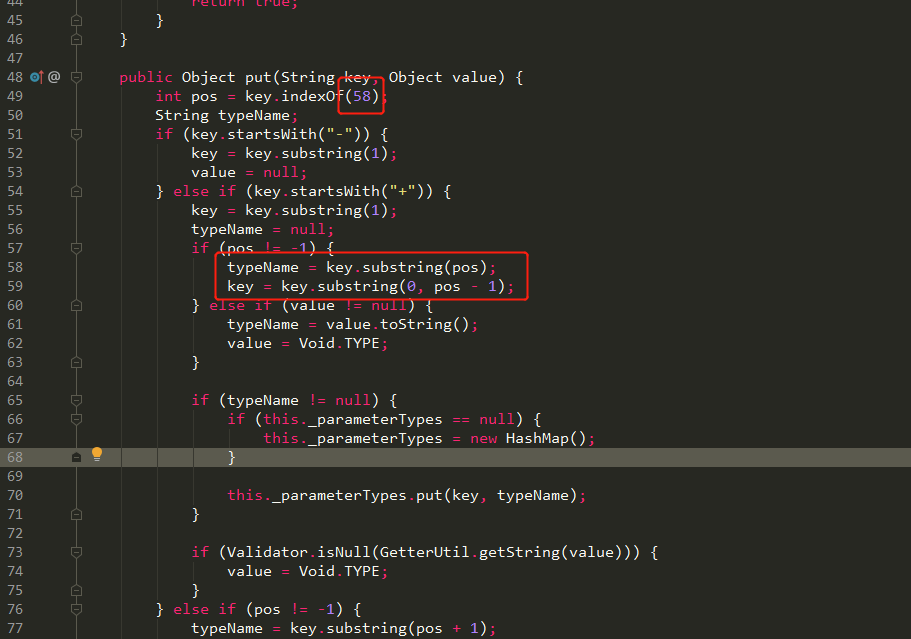 44                return true;
45            }
46        }
47
48 @      public Object put(String key, Object value) {
49            int pos = key.indexOf(58);
50            String typeName;
51            if (key.startsWith("-")) {
52                key = key.substring(1);
53                value = null;
54            } else if (key.startsWith("+")) {
55                key = key.substring(1);
56                typeName = null;
57                if (pos != -1) {
58                    typeName = key.substring(pos);
59                    key = key.substring(0, pos - 1);
60                } else if (value != null) {
61                    typeName = value.toString();
62                    value = Void.TYPE;
63                }
64
65                if (typeName != null) {
66                    if (this._parameterTypes == null) {
67                        this._parameterTypes = new HashMap();
68                    }
69
70                    this._parameterTypes.put(key, typeName);
71                }
72
73                if (Validator.isNull(GetterUtil.getString(value))) {
74                    value = Void.TYPE;
75                }
76            } else if (pos != -1) {
77                typeName = key.substring(pos + 1);